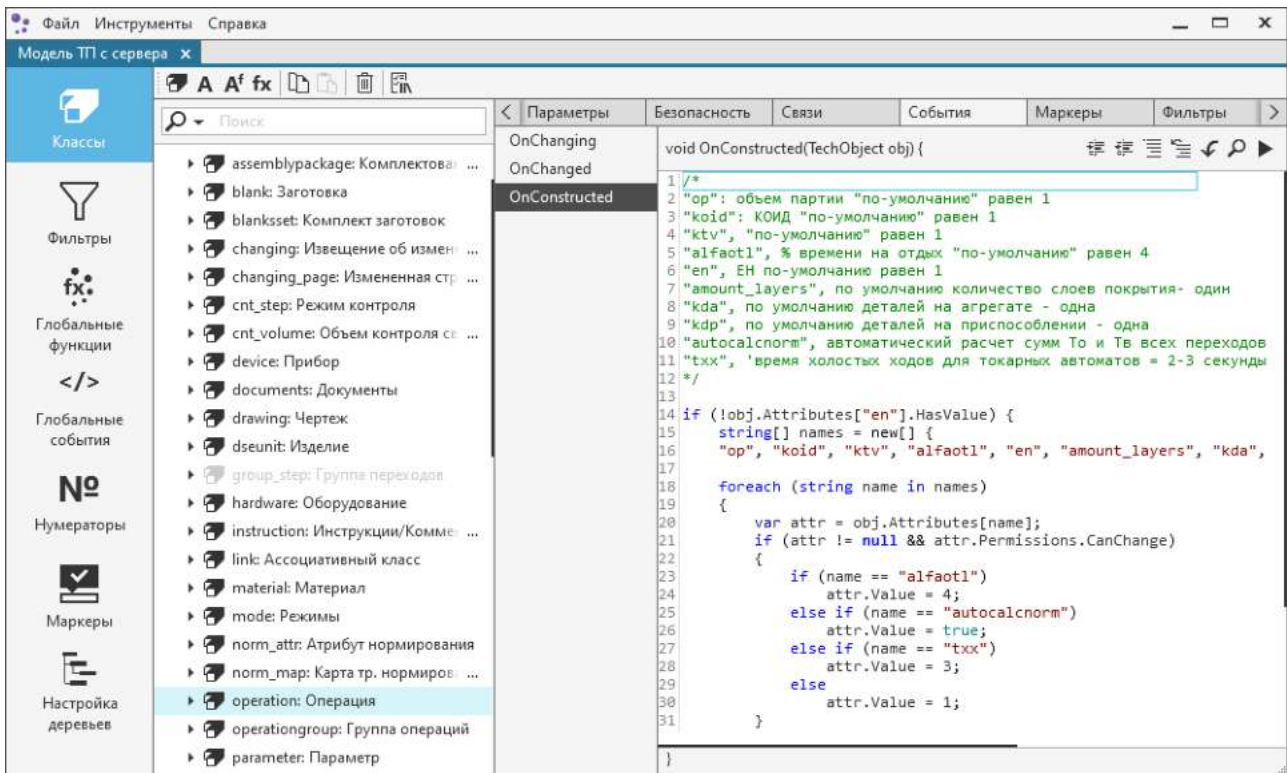 Файл Инструменты Справка
Модель ТП с сервера x
A Af fx
Классы
Фильтры
Глобальные
функции
</>
Глобальные
события
№
Нумераторы
Маркеры
Настройка
деревьев
Поиск
assemblypackage: Комплектова ...
blank: Заготовка
blanksset: Комплект заготовок
changing: Извещение об измен ...
changing_page: Измененная стр ...
cnt_step: Режим контроля
cnt_volume: Объем контроля св ...
device: Прибор
documents: Документы
drawing: Чертеж
dseunit: Изделие
group_step: Группа переходов
hardware: Оборудование
instruction: Инструкции/Комме ...
link: Ассоциативный класс
material: Материал
mode: Режимы
norm_attr: Атрибут нормирования
norm_map: Карта тр. нормиров ...
operation: Операция
operationgroup: Группа операций
parameter: Параметр
< Параметры Безопасность Связи События Маркеры Фильтры >
OnChanging
OnChanged
OnConstructed
void OnConstructed(TechObject obj) {
1 /*
2 "op": объем партии "по-умолчанию" равен 1
3 "koid": КОИД "по-умолчанию" равен 1
4 "ktv", "по-умолчанию" равен 1
5 "alfaotl", % времени на отдых "по-умолчанию" равен 4
6 "en", ЕН по-умолчанию равен 1
7 "amount_layers", по умолчанию количество слоев покрытия- один
8 "kda", по умолчанию деталей на агрегате - одна
9 "kdp", по умолчанию деталей на приспособлении - одна
10 "autocalcnorm", автоматический расчет сумм То и Тв всех переходов
11 "txx", 'время холостых ходов для токарных автоматов = 2-3 секунды
12 */
13
14 if (!obj.Attributes["en"].HasValue) {
15 string[] names = new[] {
16 "op", "koid", "ktv", "alfaotl", "en", "amount_layers", "kda",
17
18 foreach (string name in names)
19 {
20 var attr = obj.Attributes[name];
21 if (attr != null && attr.Permissions.CanChange)
22 {
23 if (name == "alfaotl")
24 attr.Value = 4;
25 else if (name == "autocalcnorm")
26 attr.Value = true;
27 else if (name == "txx")
28 attr.Value = 3;
29 else
30 attr.Value = 1;
31 }
}